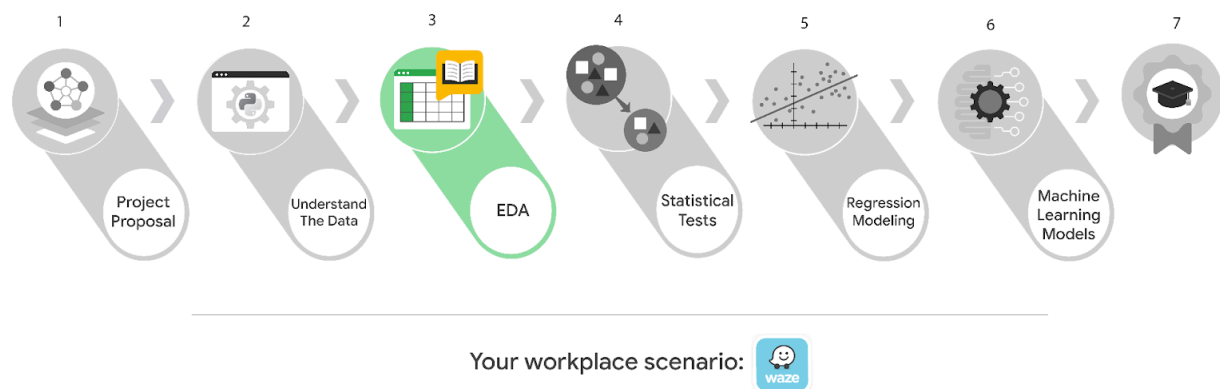 1
2
3
4
5
6
7
Project
Proposal
Understand
The Data
EDA
Statistical
Tests
Regression
Modeling
Machine
Learning
Models
Your workplace scenario:
waze